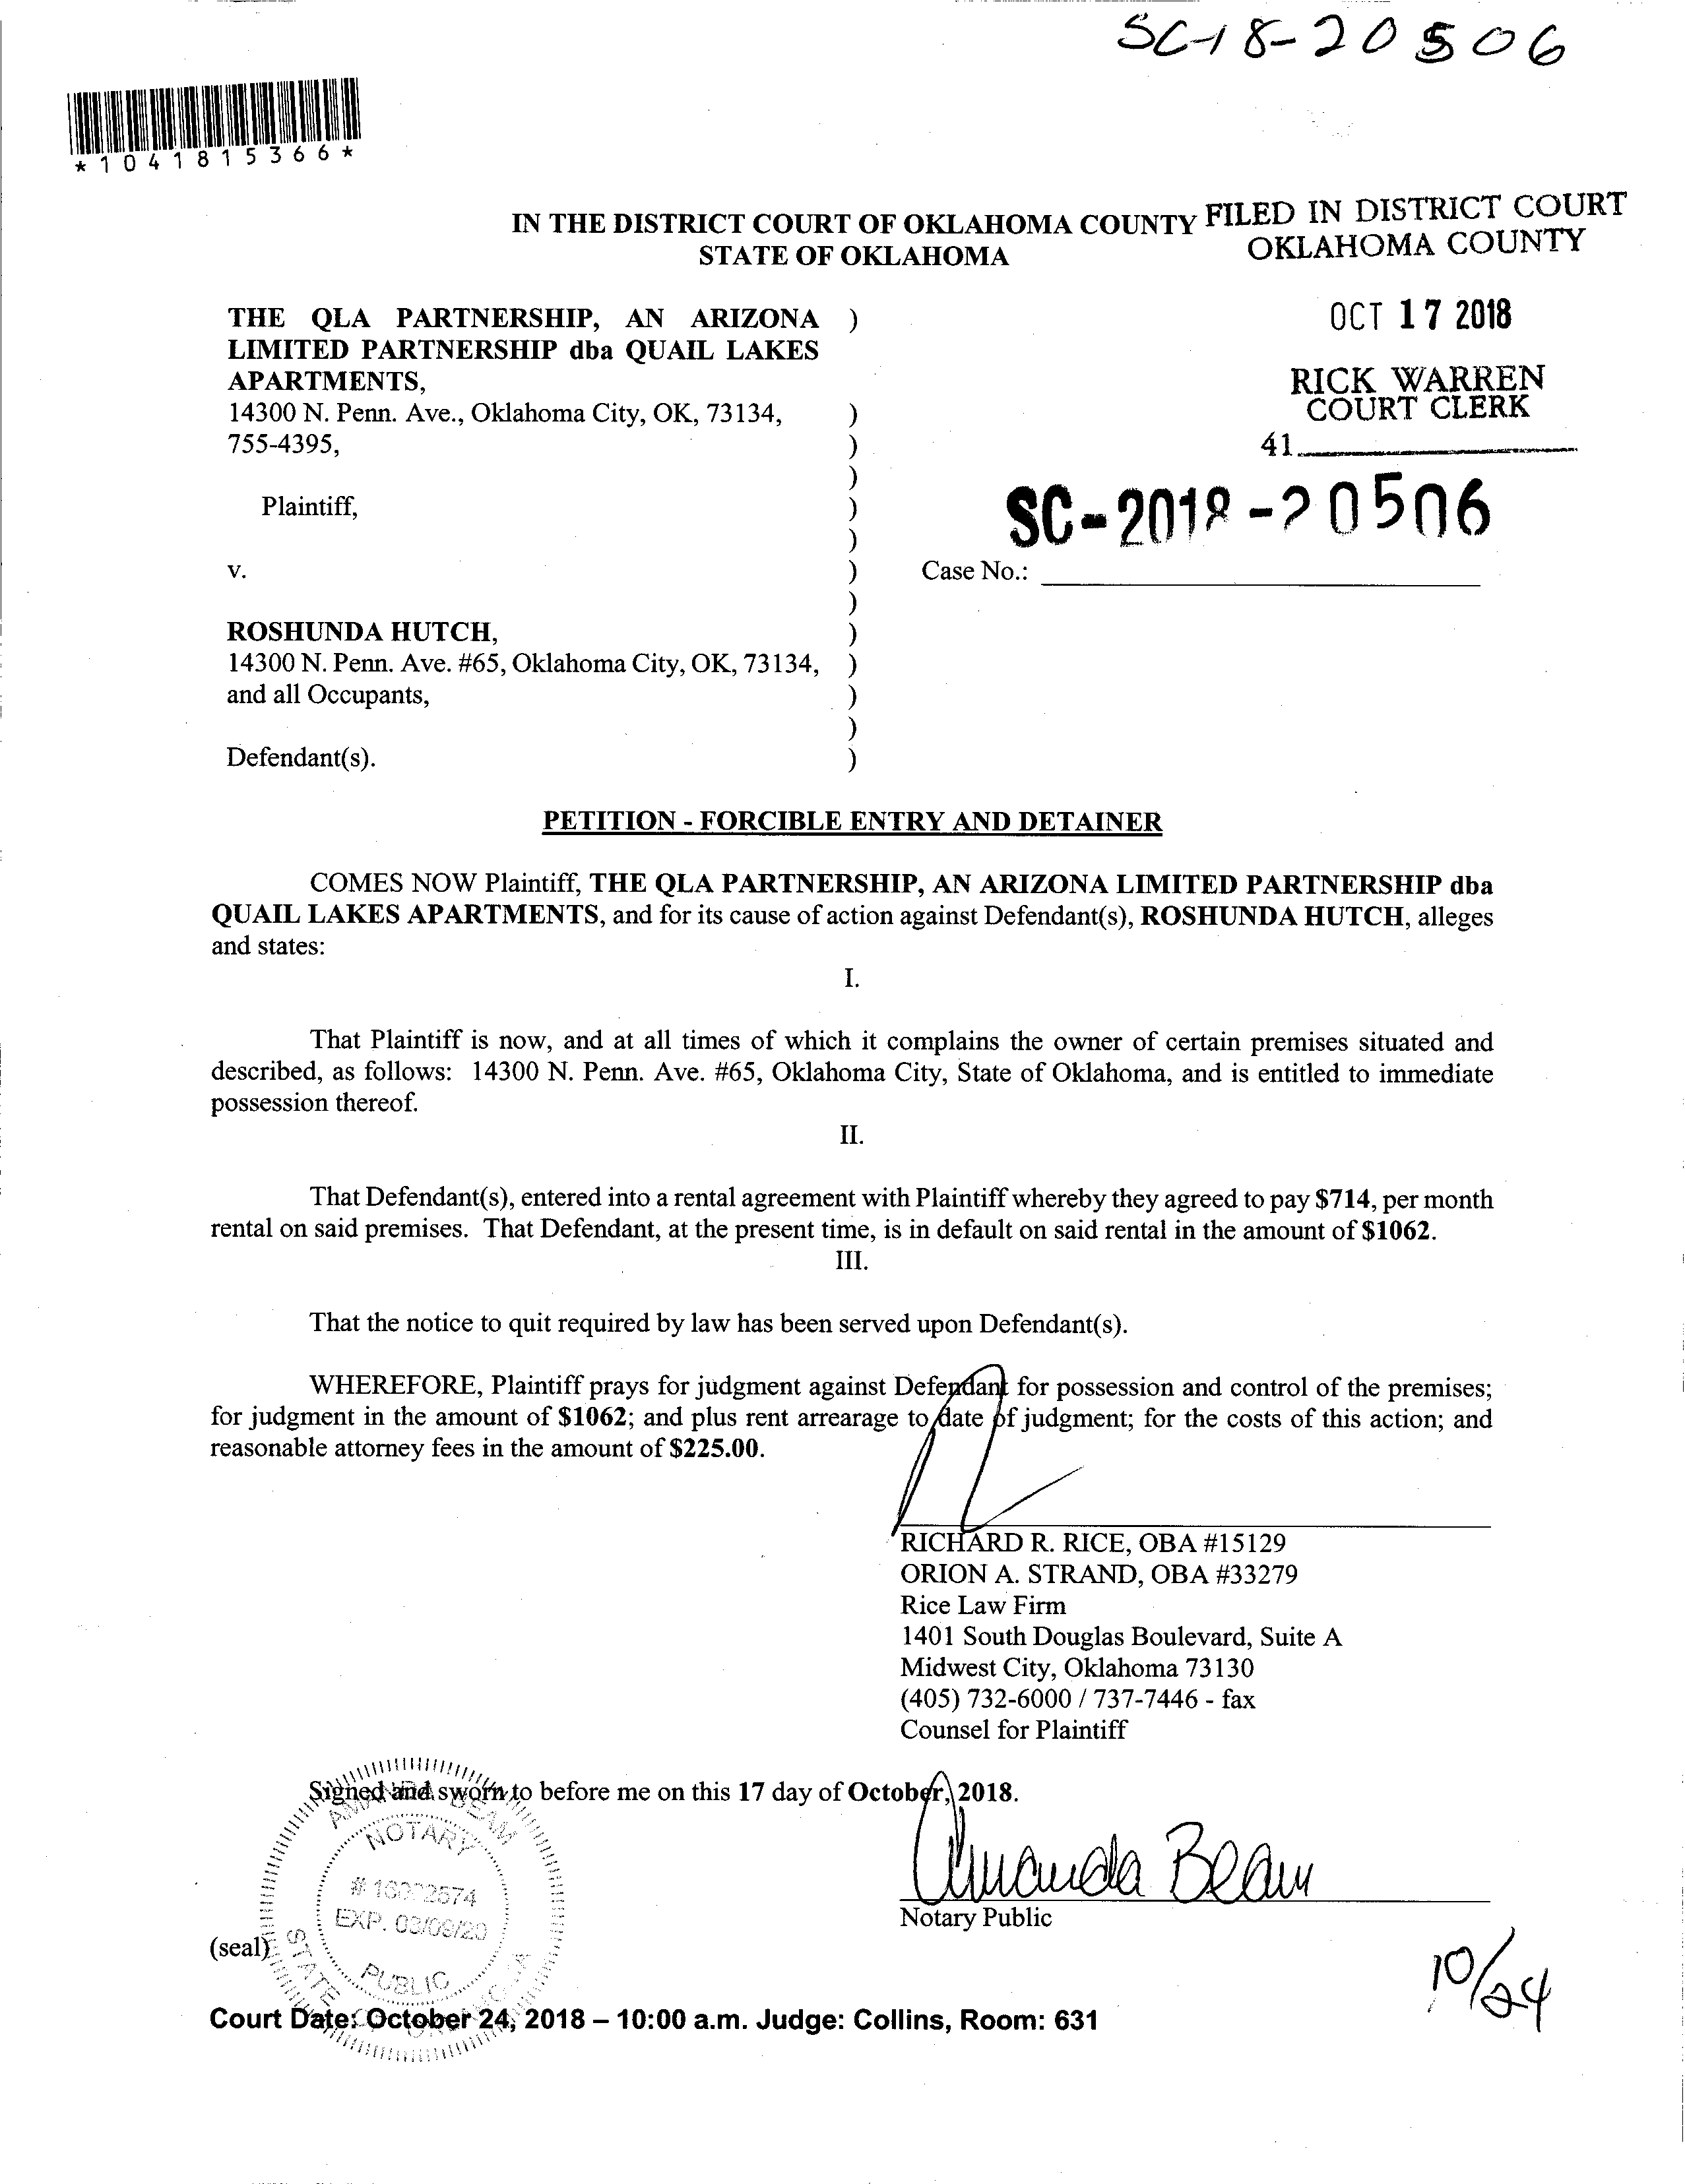 SC-18-20506
*1041815366*
IN THE DISTRICT COURT OF OKLAHOMA COUNTY
STATE OF OKLAHOMA
FILED IN DISTRICT COURT
OKLAHOMA COUNTY
OCT 17 2018
RICK WARREN
COURT CLERK
41
THE QLA PARTNERSHIP, AN ARIZONA )
LIMITED PARTNERSHIP dba QUAIL LAKES
APARTMENTS,
14300 N. Penn. Ave., Oklahoma City, OK, 73134, )
755-4395, )
)
Plaintiff, )
)
SC-2018-20506
v. ) Case No.:
)
ROSHUNDA HUTCH, )
14300 N. Penn. Ave. #65, Oklahoma City, OK, 73134, )
and all Occupants, )
)
Defendant(s). )
PETITION - FORCIBLE ENTRY AND DETAINER
COMES NOW Plaintiff, THE QLA PARTNERSHIP, AN ARIZONA LIMITED PARTNERSHIP dba
QUAIL LAKES APARTMENTS, and for its cause of action against Defendant(s), ROSHUNDA HUTCH, alleges
and states:
I.
That Plaintiff is now, and at all times of which it complains the owner of certain premises situated and
described, as follows: 14300 N. Penn. Ave. #65, Oklahoma City, State of Oklahoma, and is entitled to immediate
possession thereof.
II.
That Defendant(s), entered into a rental agreement with Plaintiff whereby they agreed to pay $714, per month
rental on said premises. That Defendant, at the present time, is in default on said rental in the amount of $1062.
III.
That the notice to quit required by law has been served upon Defendant(s).
WHEREFORE, Plaintiff prays for judgment against Defendant for possession and control of the premises;
for judgment in the amount of $1062; and plus rent arrearage to date of judgment; for the costs of this action; and
reasonable attorney fees in the amount of $225.00.
RICHARD R. RICE, OBA #15129
ORION A. STRAND, OBA #33279
Rice Law Firm
1401 South Douglas Boulevard, Suite A
Midwest City, Oklahoma 73130
(405) 732-6000 / 737-7446 - fax
Counsel for Plaintiff
Signed and sworn to before me on this 17 day of October, 2018.
AMANDA BEAM
NOTARY
EXP. 03/09/20
PUBLIC
STATE
Amanda Beam
Notary Public
(seal)
10/24
Court Date: October 24, 2018 – 10:00 a.m. Judge: Collins, Room: 631